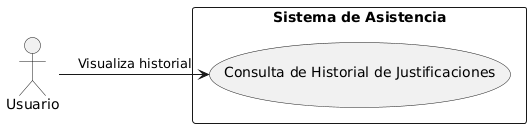 Sistema de Asistencia
Visualiza historial
Consulta de Historial de Justificaciones
Usuario